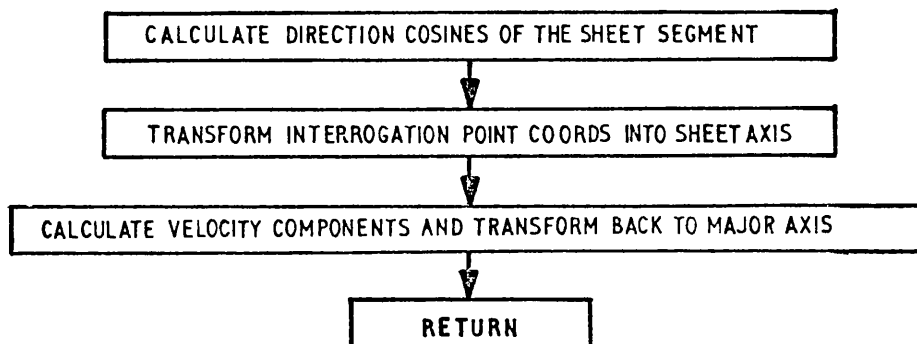 CALCULATE DIRECTION COSINES OF THE SHEET SEGMENT
TRANSFORM INTERROGATION POINT COORDS INTO SHEET AXIS
CALCULATE VELOCITY COMPONENTS AND TRANSFORM BACK TO MAJOR AXIS
RETURN